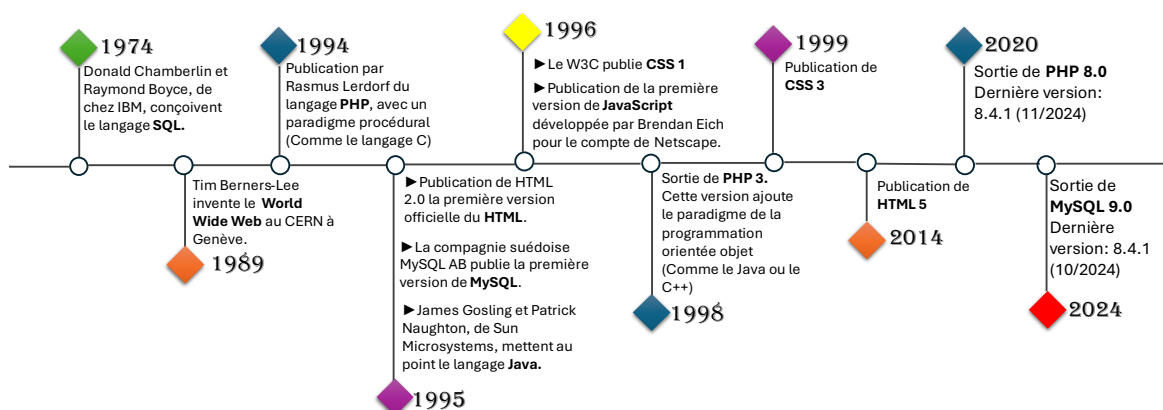 1974
Donald Chamberlin et
Raymond Boyce, de
chez IBM, conçoivent
le langage SQL.
Tim Berners-Lee
invente le World
Wide Web au CERN à
Genève.
1989
1994
Publication par
Rasmus Lerdorf du
langage PHP, avec un
paradigme procédural
(Comme le langage C)
►Publication de HTML
2.0 la première version
officielle du HTML.
►La compagnie suédoise
MySQL AB publie la première
version de MySQL.
►James Gosling et Patrick
Naughton, de Sun
Microsystems, mettent au
point le langage Java.
1995
1996
►Le W3C publie CSS 1
►Publication de la première
version de JavaScript
développée par Brendan Eich
pour le compte de Netscape.
Sortie de PHP 3.
Cette version ajoute
le paradigme de la
programmation
orientée objet
(Comme le Java ou le
C++)
1998
1999
Publication de
CSS 3
Publication de
HTML 5
2014
2020
Sortie de PHP 8.0
Dernière version:
8.4.1 (11/2024)
Sortie de
MySQL 9.0
Dernière
version: 8.4.1
(10/2024)
2024